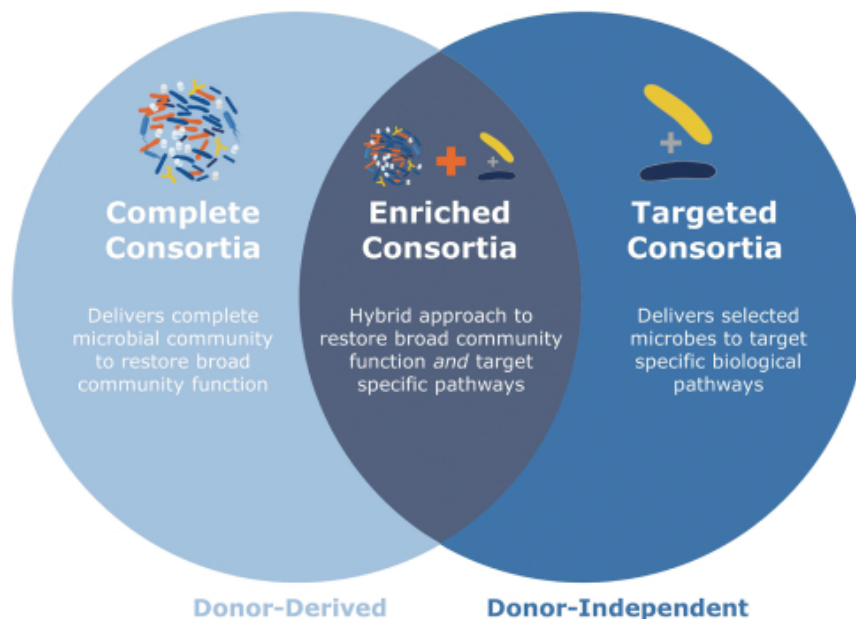 Complete
Consortia
Delivers complete
microbial community
to restore broad
community function
Enriched
Consortia
Hybrid approach to
restore broad community
function and target
specific pathways
Targeted
Consortia
Delivers selected
microbes to target
specific biological
pathways
Donor-Derived
Donor-Independent